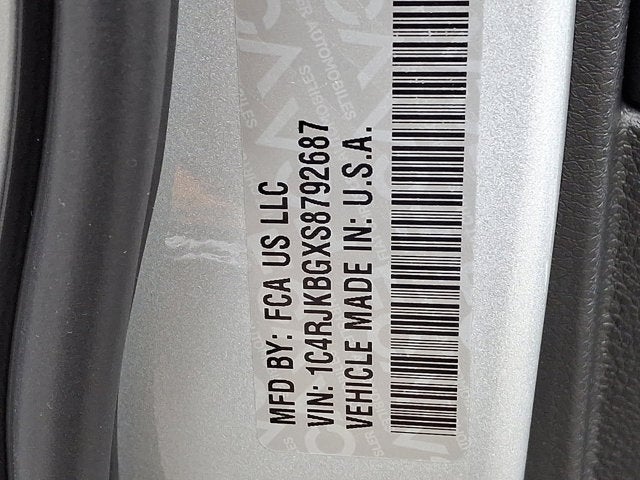 MFD BY: FCA US LLC
VIN: 1C4RJKBGXS8792687
VEHICLE MADE IN: U.S.A.